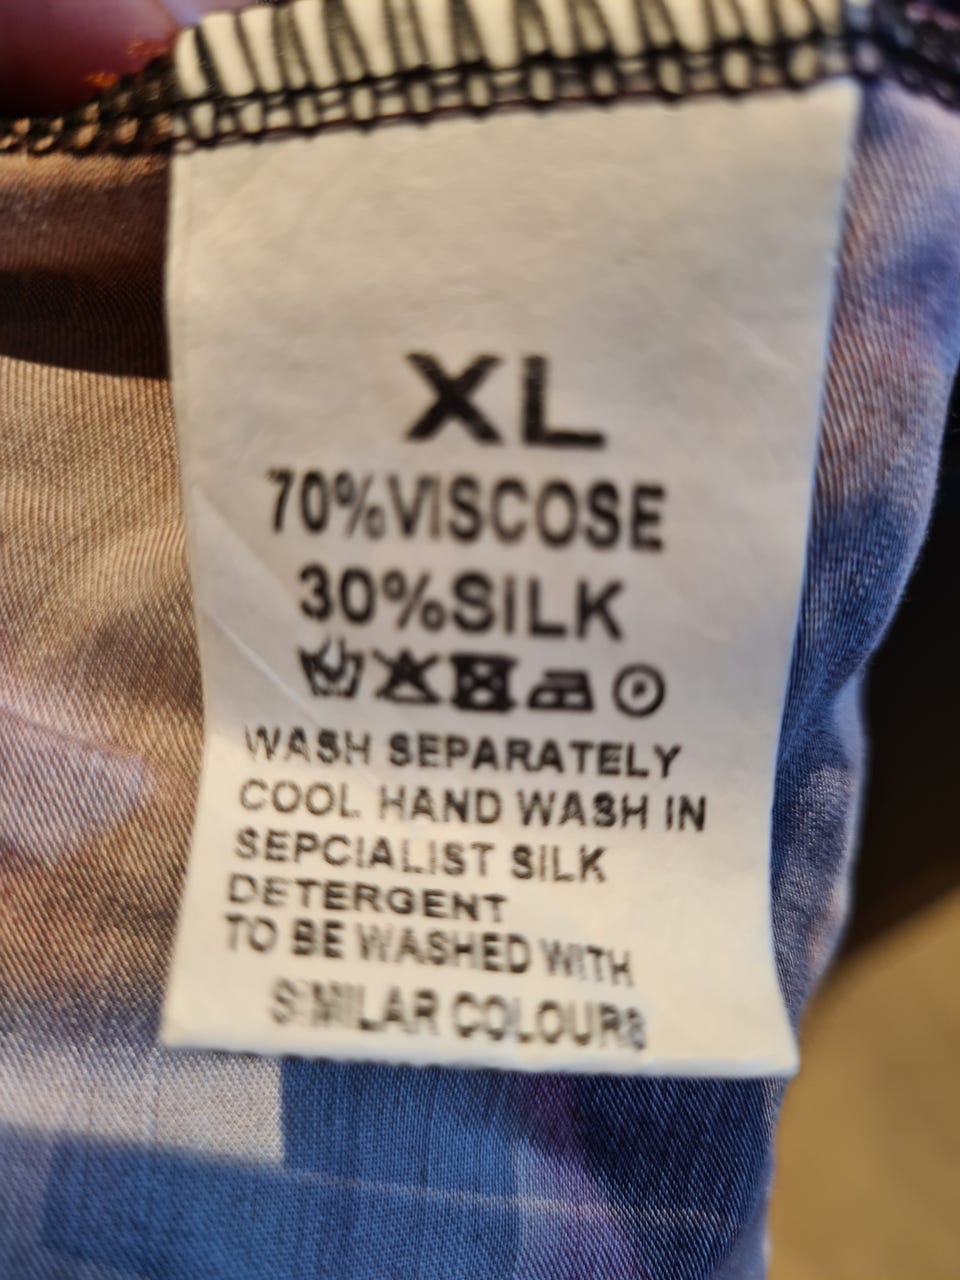 XL
70%VISCOSE
30%SILK
P
WASH SEPARATELY
COOL HAND WASH IN
SEPCIALIST SILK
DETERGENT
TO BE WASHED WITH
SIMILAR COLOURS